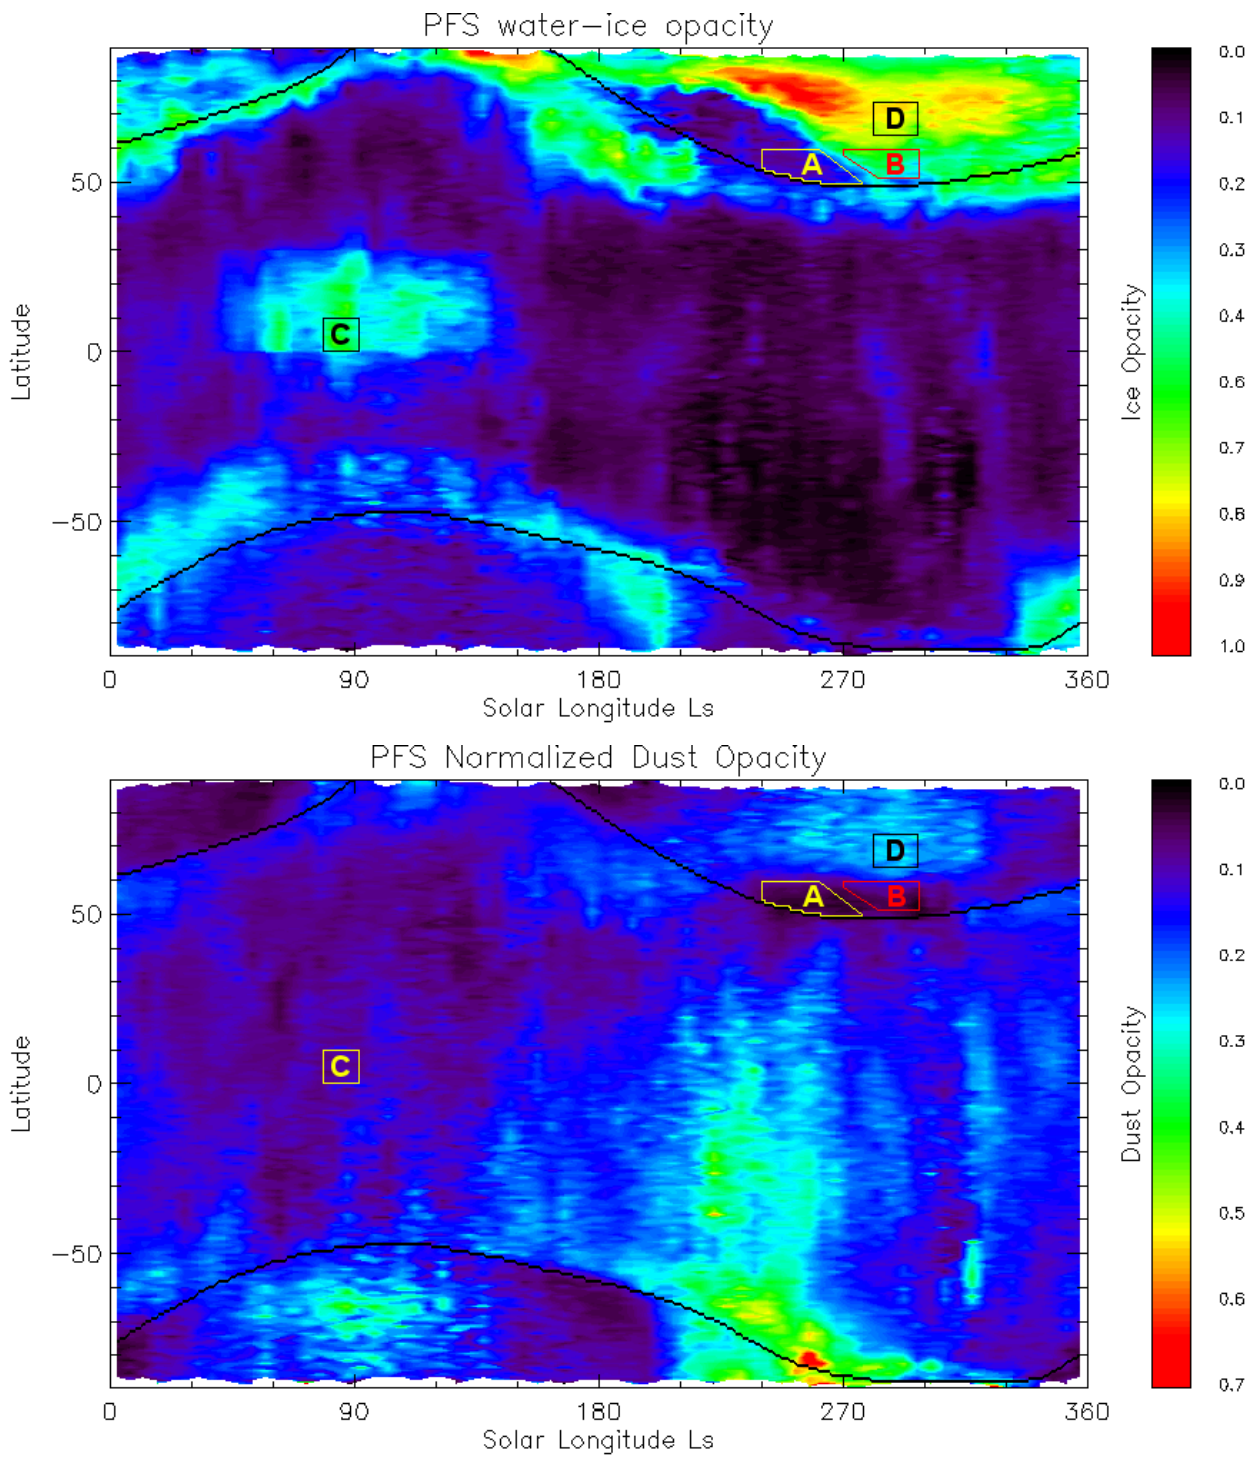 PFS water-ice opacity
D
A
B
C
50
0
-50
Latitude
0
90
180
270
360
Solar Longitude Ls
0.0
0.1
0.2
0.3
0.4
0.5
0.6
0.7
0.8
0.9
1.0
Ice Opacity
PFS Normalized Dust Opacity
D
A
B
C
50
0
-50
Latitude
0
90
180
270
360
Solar Longitude Ls
0.0
0.1
0.2
0.3
0.4
0.5
0.6
0.7
Dust Opacity